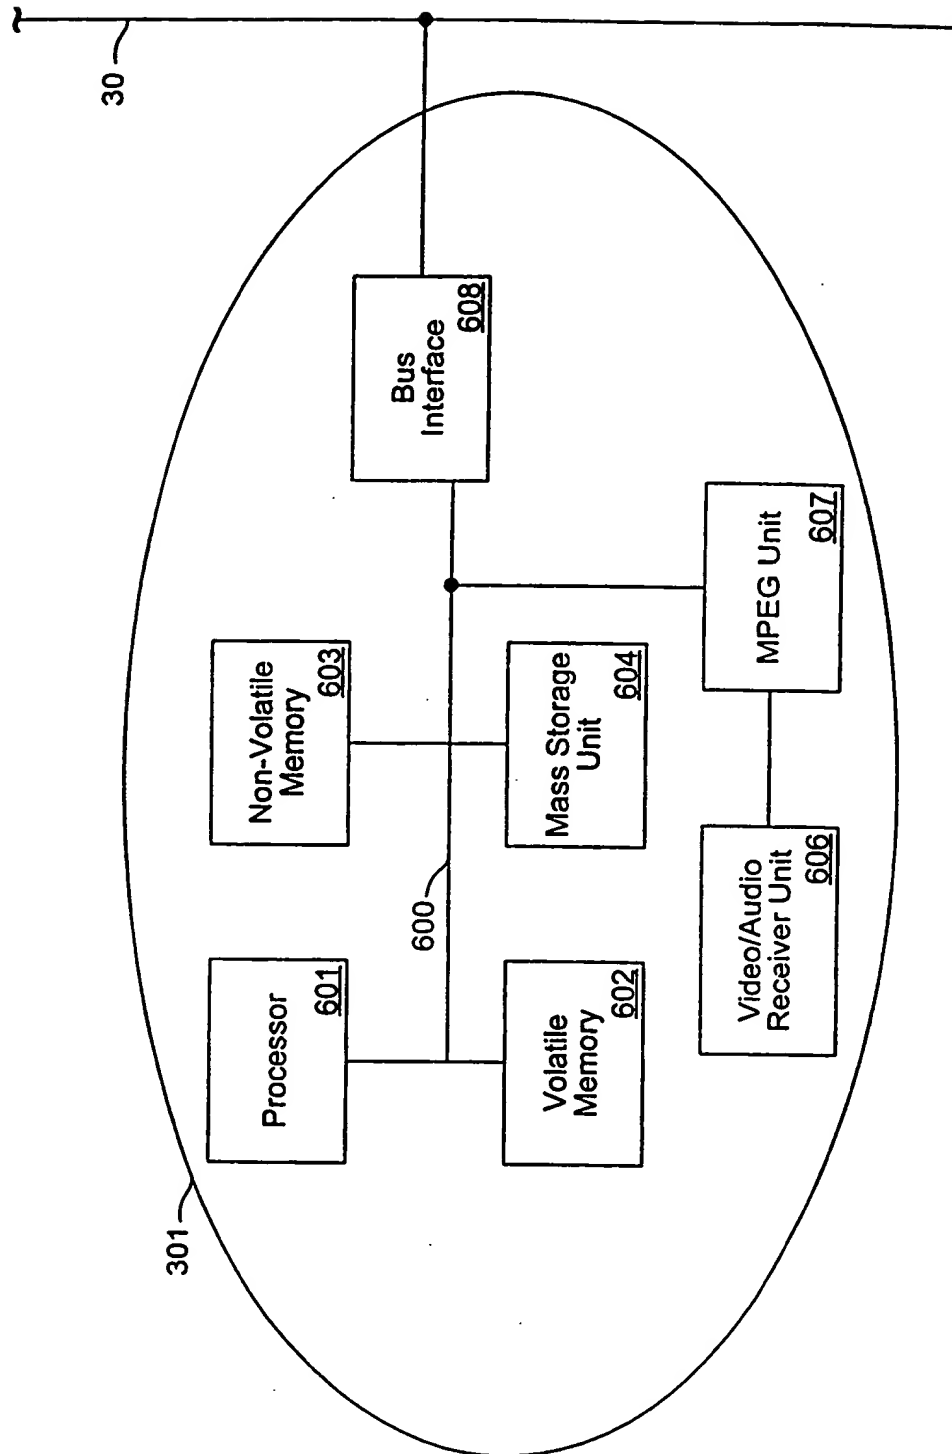 30
301
Processor
601
Non-Volatile
Memory
603
Bus
Interface
608
600
Volatile
Memory
602
Mass Storage
Unit
604
Video/Audio
Receiver Unit
606
MPEG Unit
607